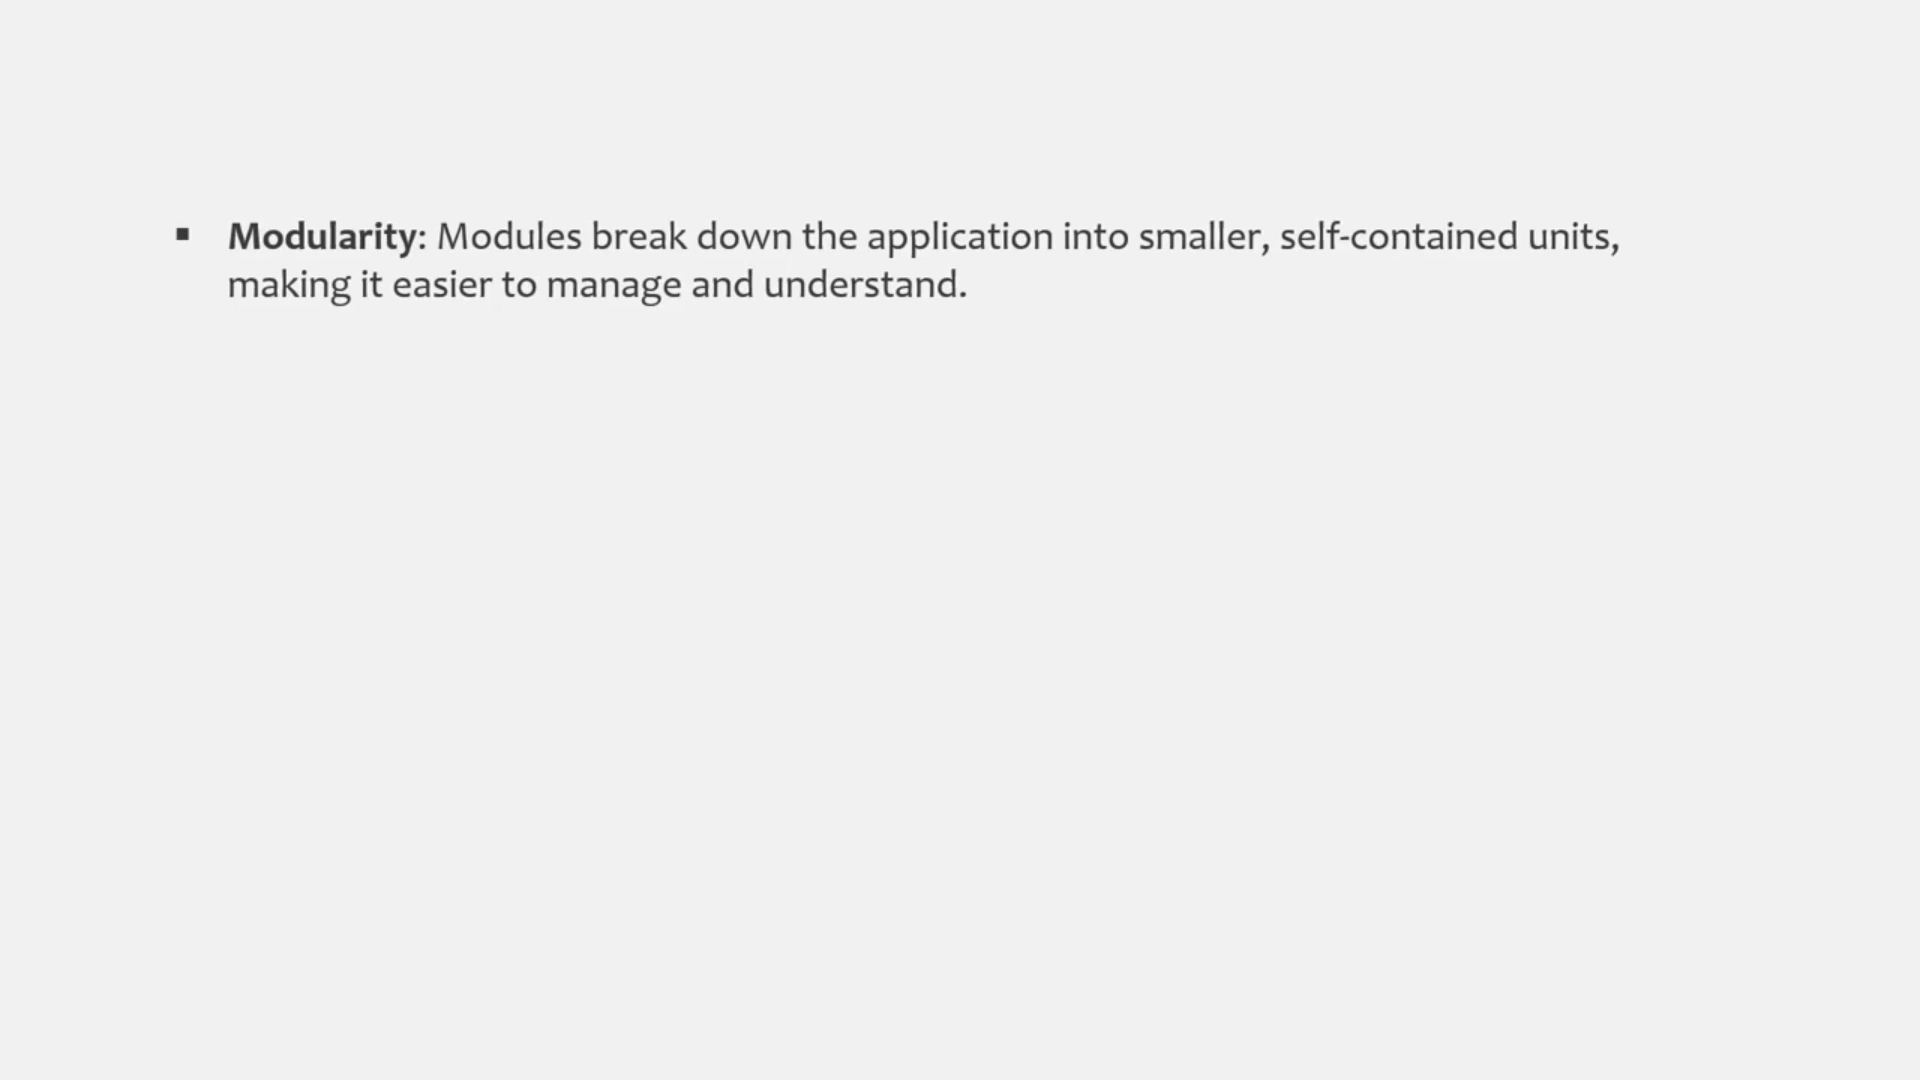 ▪ Modularity: Modules break down the application into smaller, self-contained units,
making it easier to manage and understand.